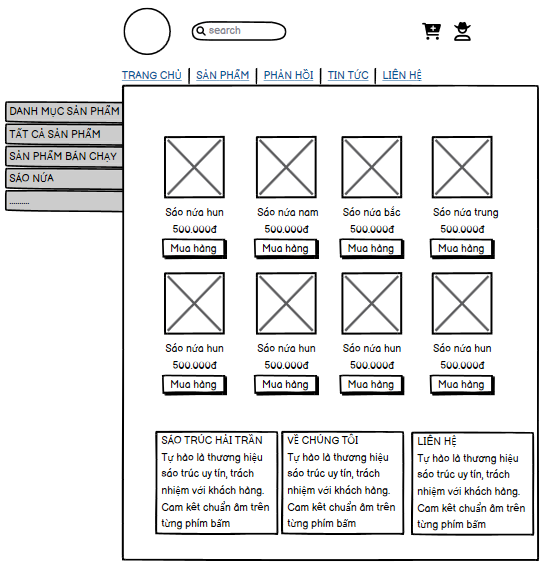 search
TRANG CHỦ | SẢN PHẨM | PHẢN HỒI | TIN TỨC | LIÊN HỆ
DANH MỤC SẢN PHẨM
TẤT CẢ SẢN PHẨM
SẢN PHẨM BÁN CHẠY
SÁO NỨA
..........
Sáo nứa hun Sáo nứa nam Sáo nứa bắc Sáo nứa trung
500.000đ 500.000đ 500.000đ 500.000đ
Mua hàng Mua hàng Mua hàng Mua hàng
Sáo nứa hun Sáo nứa hun Sáo nứa hun Sáo nứa hun
500.000đ 500.000đ 500.000đ 500.000đ
Mua hàng Mua hàng Mua hàng Mua hàng
SÁO TRÚC HẢI TRẦN
Tự hào là thương hiệu
sáo trúc uy tín, trách
nhiệm với khách hàng.
Cam kết chuẩn âm trên
từng phím bấm
VỀ CHÚNG TÔI
Tự hào là thương hiệu
sáo trúc uy tín, trách
nhiệm với khách hàng.
Cam kết chuẩn âm trên
từng phím bấm
LIÊN HỆ
Tự hào là thương hiệu
sáo trúc uy tín, trách
nhiệm với khách hàng.
Cam kết chuẩn âm trên
từng phím bấm